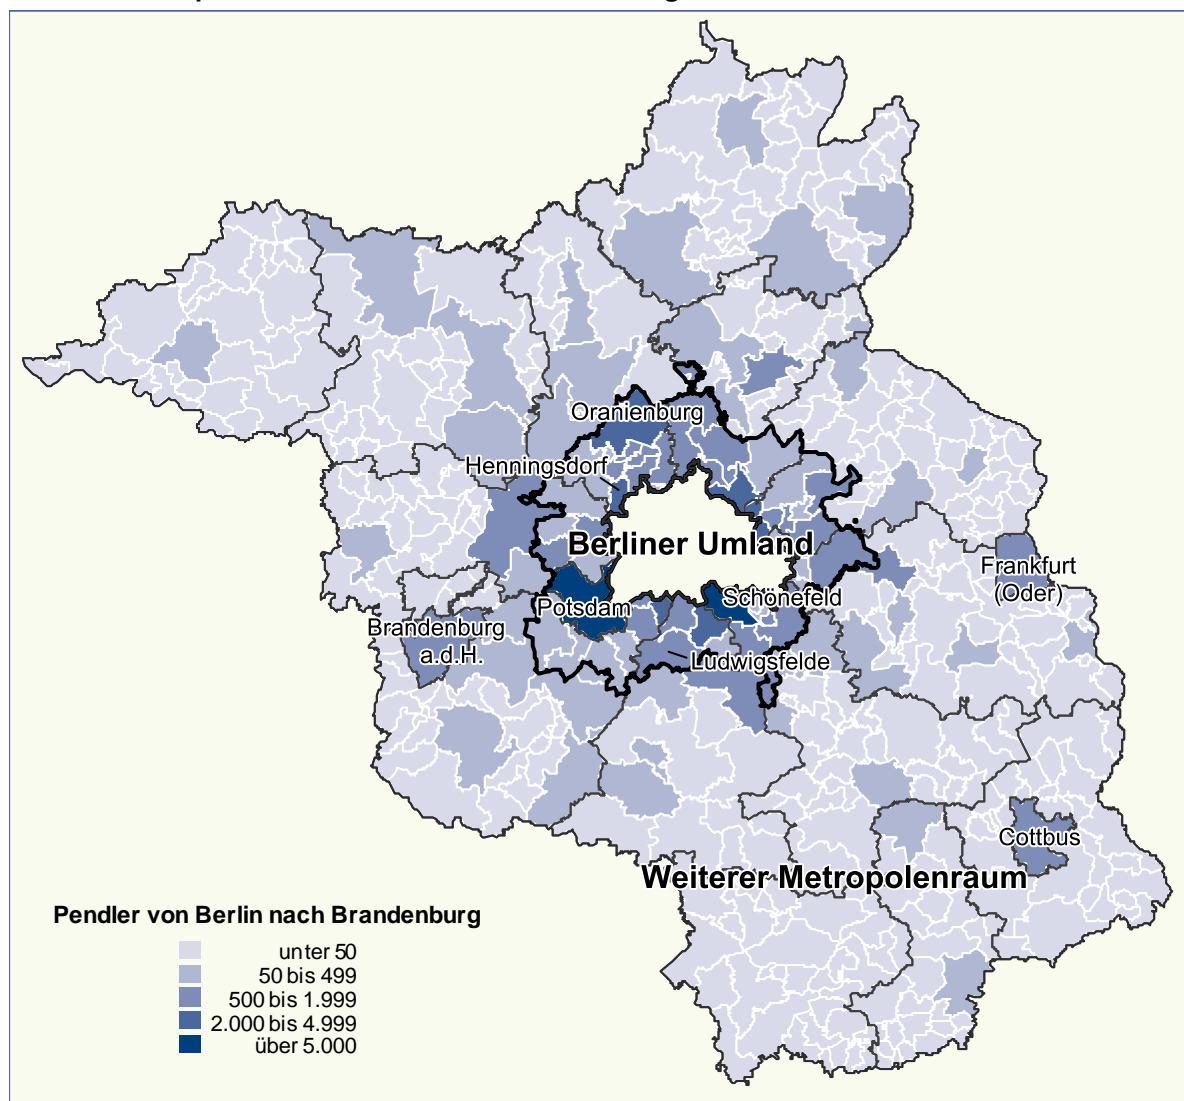 Oranienburg
Henningsdorf
Berliner Umland
Frankfurt
(Oder)
Schönefeld
Potsdam
Brandenburg
a.d.H.
Ludwigsfelde
Cottbus
Weiterer Metropolenraum
Pendler von Berlin nach Brandenburg
unter 50
50 bis 499
500 bis 1.999
2.000 bis 4.999
über 5.000